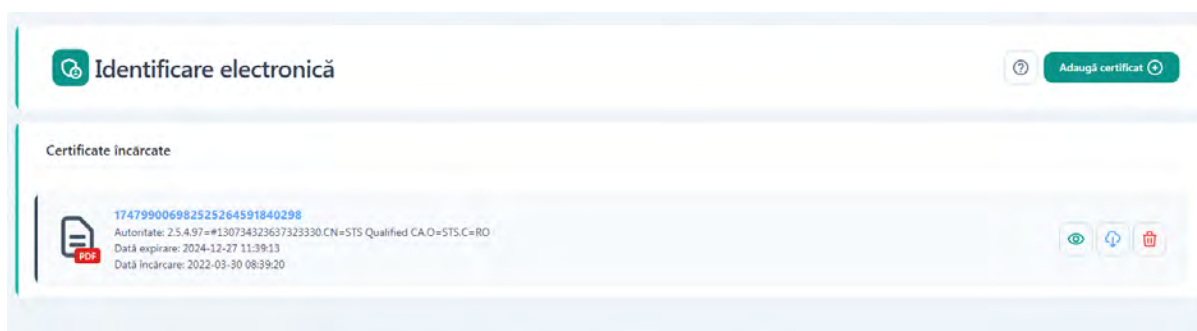 Identificare electronică
Adaugă certificat
Certificate încărcate
174799006982525264591840298
Autoritate: 2.5.4.97=#130734323637323330.CN=STS Qualified CA.O=STS.C=RO
Dată expirare: 2024-12-27 11:39:13
Dată încărcare: 2022-03-30 08:39:20
PDF